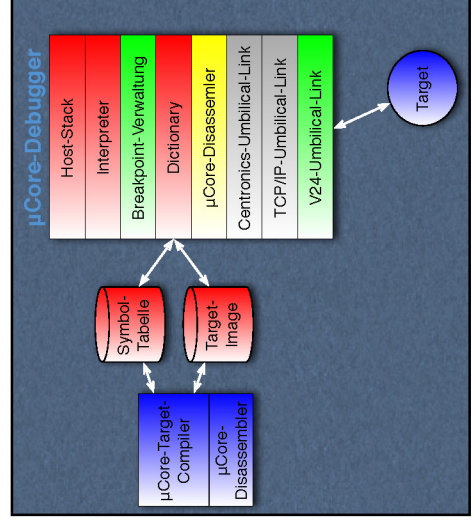 µCore-Debugger
Host-Stack
Interpreter
Breakpoint-Verwaltung
Dictionary
µCore-Disassemler
Centronics-Umbilical-Link
TCP/IP-Umbilical-Link
V24-Umbilical-Link
Target
Symbol-
Tabelle
Target-
Image
µCore-Target-
Compiler
µCore-
Disassembler